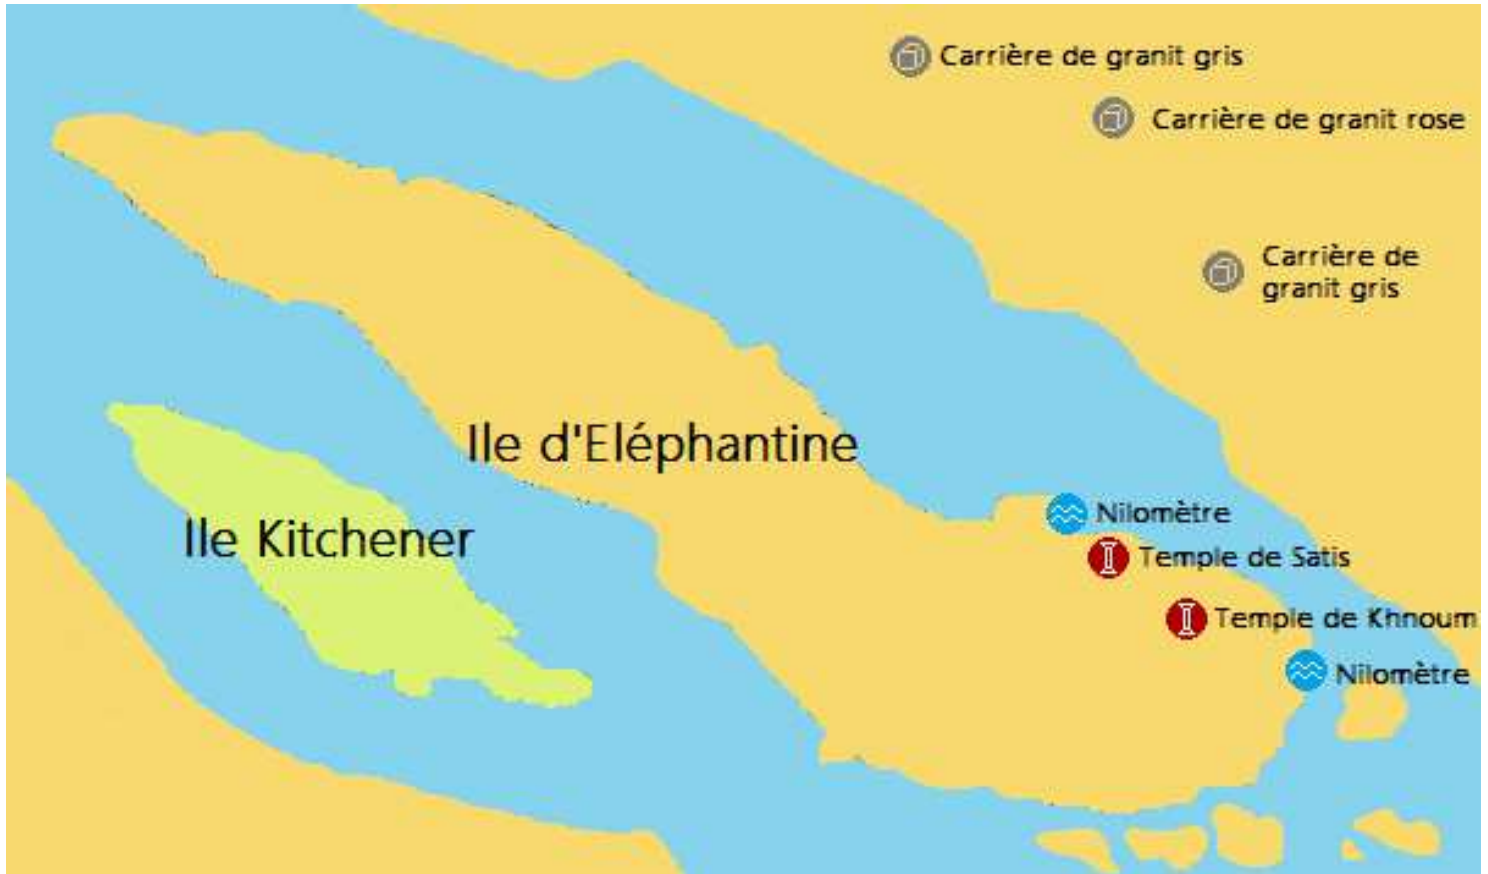 Carrière de granit gris
Carrière de granit rose
Carrière de
granit gris
Ile d'Eléphantine
Ile Kitchener
Nilomètre
Temple de Satis
Temple de Khnoum
Nilomètre